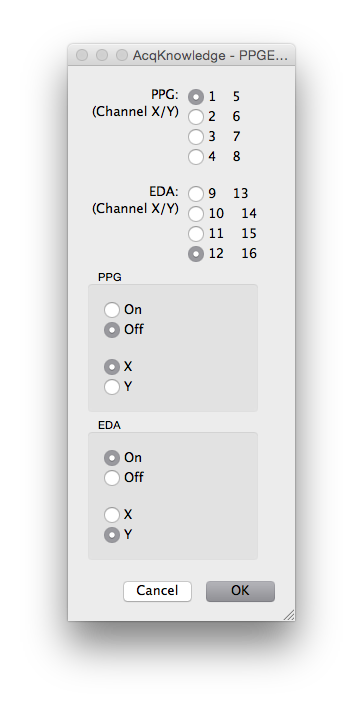 AcqKnowledge - PPGE...
PPG:
(Channel X/Y)
1 5
2 6
3 7
4 8
EDA:
(Channel X/Y)
9 13
10 14
11 15
12 16
PPG
On
Off
X
Y
EDA
On
Off
X
Y
Cancel OK